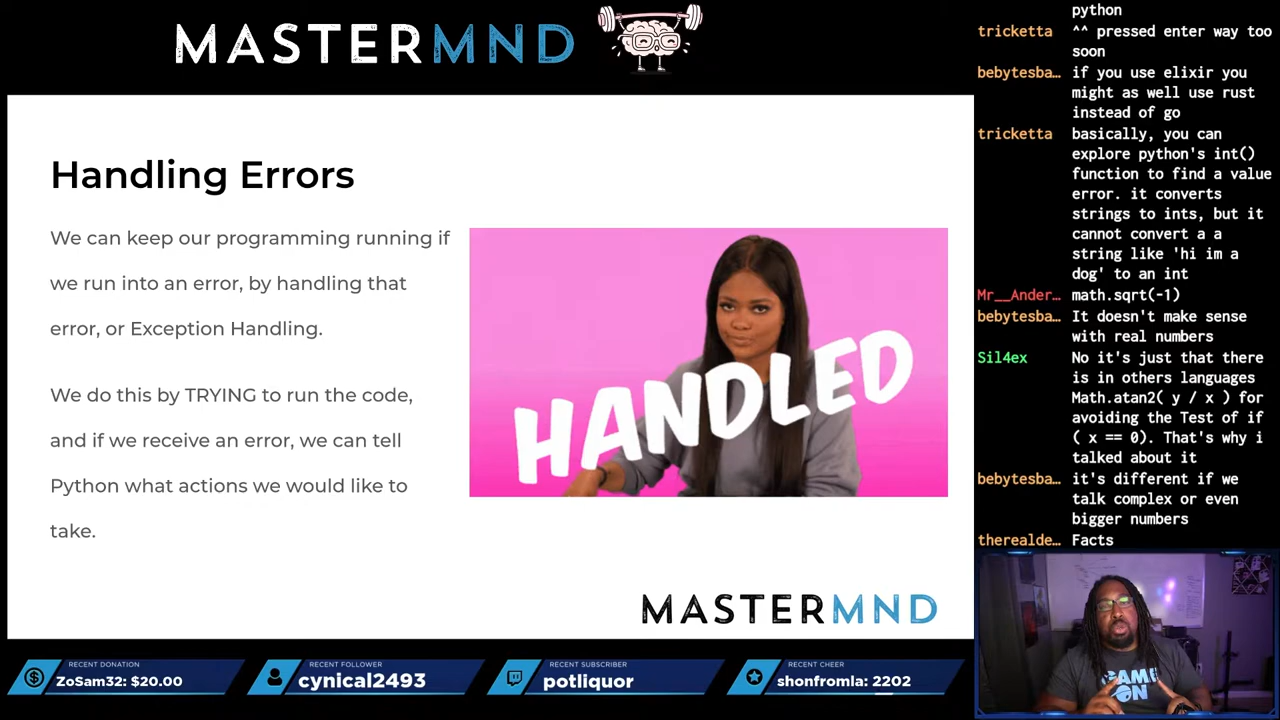 MASTERMND
Handling Errors
We can keep our programming running if
we run into an error, by handling that
error, or Exception Handling.
We do this by TRYING to run the code,
and if we receive an error, we can tell
Python what actions we would like to
take.
HANDLED
MASTERMND
python
tricketta ^^ pressed enter way too
soon
bebytesba… if you use elixir you
might as well use rust
instead of go
tricketta basically, you can
explore python's int()
function to find a value
error. it converts
strings to ints, but it
cannot convert a a
string like 'hi im a
dog' to an int
Mr__Ander… math.sqrt(-1)
bebytesba… It doesn't make sense
with real numbers
Sil4ex No it's just that there
is in others languages
Math.atan2( y / x ) for
avoiding the Test of if
( x == 0). That's why i
talked about it
bebytesba… it's different if we
talk complex or even
bigger numbers
therealde… Facts
GAME
ON
RECENT DONATION
ZoSam32: $20.00
RECENT FOLLOWER
cynical2493
RECENT SUBSCRIBER
potliquor
RECENT CHEER
shonfromla: 2202